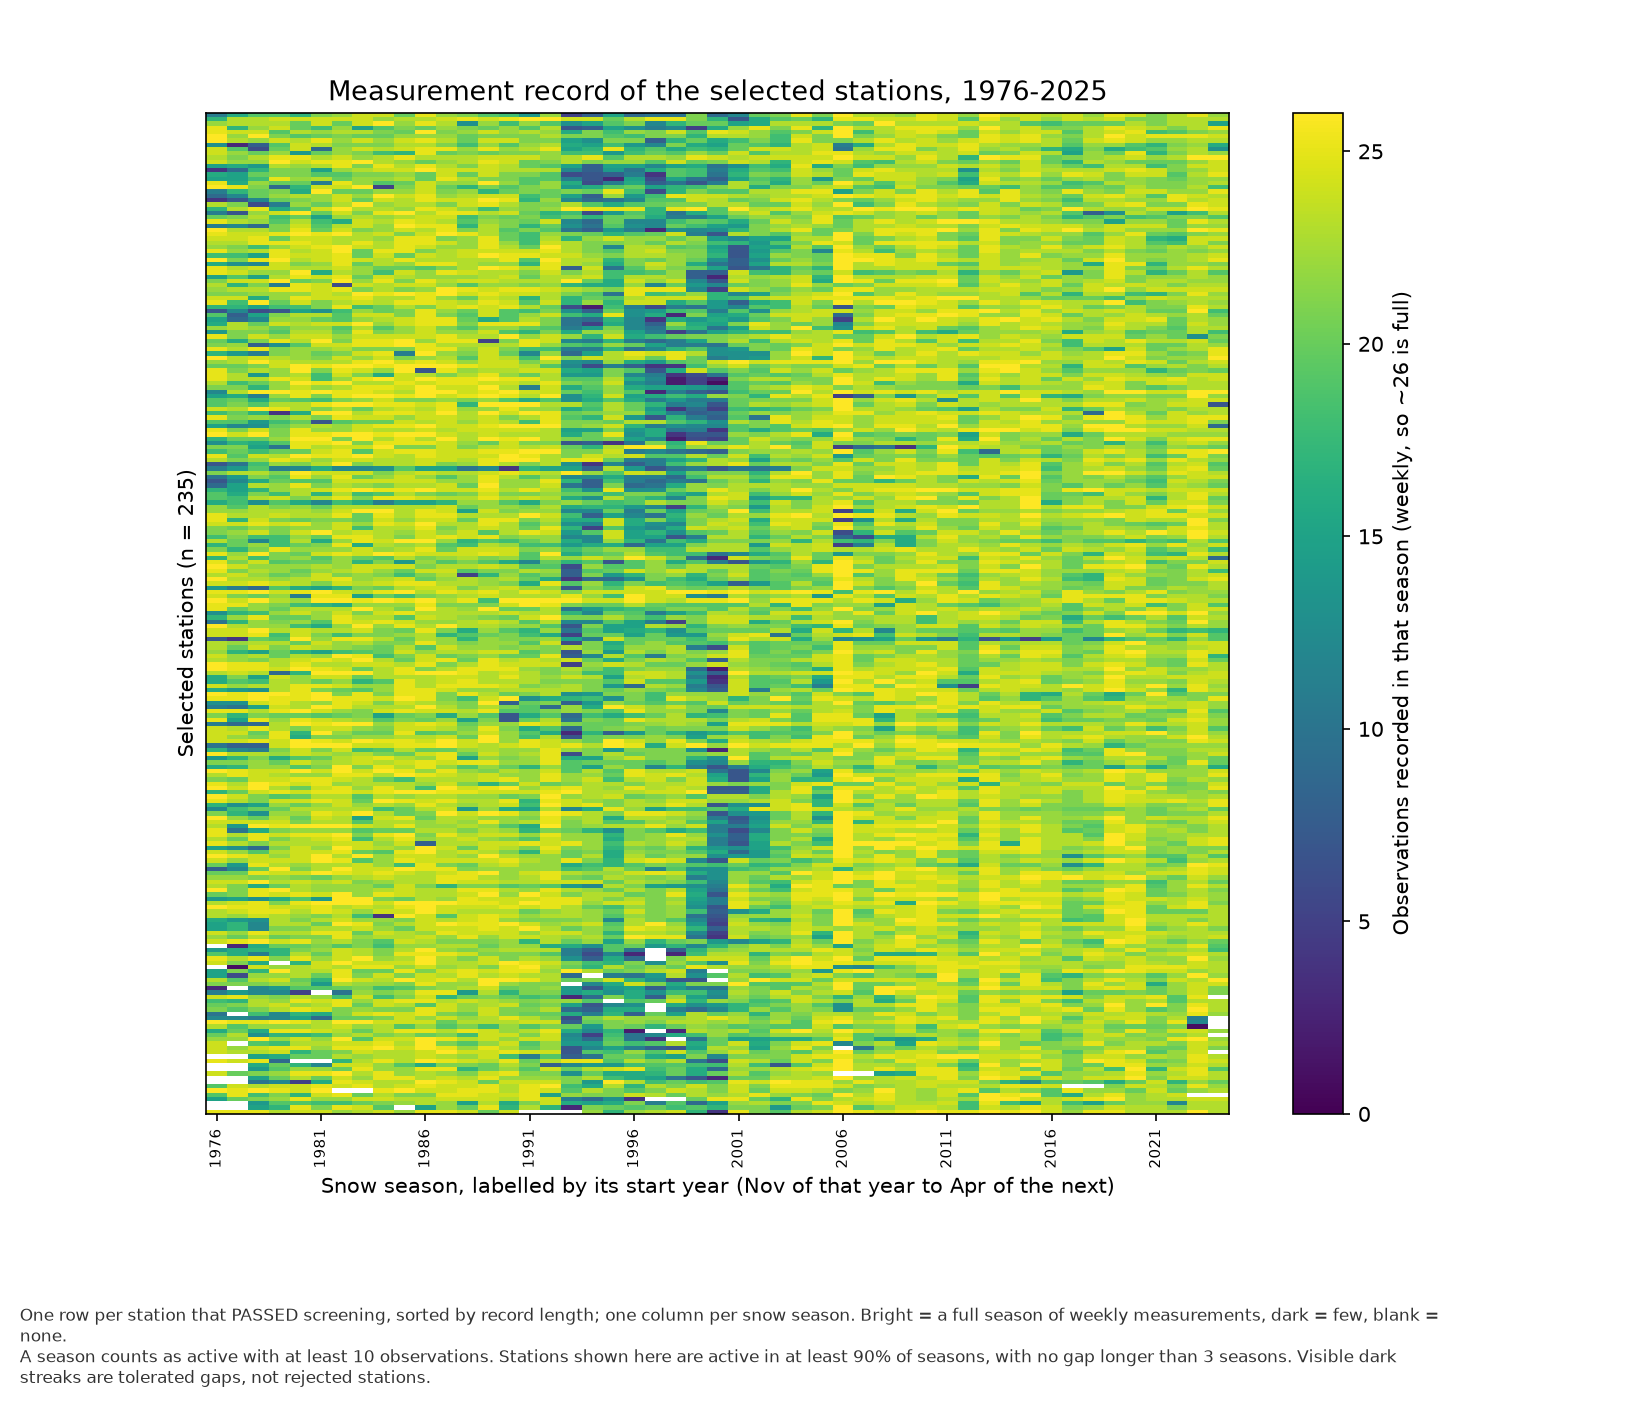 Measurement record of the selected stations, 1976-2025
Selected stations (n = 235)
1976
1981
1986
1991
1996
2001
2006
2011
2016
2021
Snow season, labelled by its start year (Nov of that year to Apr of the next)
25
20
15
10
5
0
Observations recorded in that season (weekly, so ~26 is full)
One row per station that PASSED screening, sorted by record length; one column per snow season. Bright = a full season of weekly measurements, dark = few, blank =
none.
A season counts as active with at least 10 observations. Stations shown here are active in at least 90% of seasons, with no gap longer than 3 seasons. Visible dark
streaks are tolerated gaps, not rejected stations.